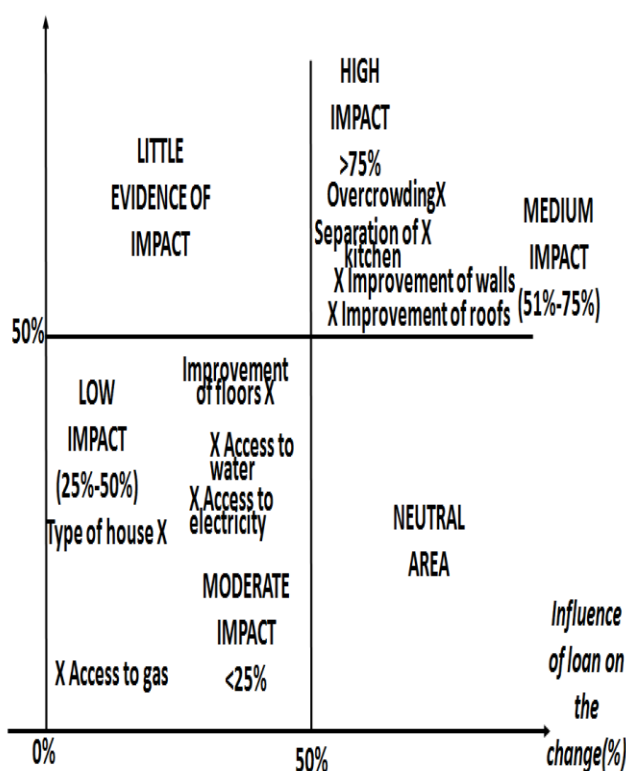 HIGH
IMPACT
>75%
LITTLE
EVIDENCE OF
IMPACT
OvercrowdingX
Separation of X
kitchen
X Improvement of walls
X Improvement of roofs
MEDIUM
IMPACT
(51%-75%)
50%
Improvement
of floors X
LOW
IMPACT
(25%-50%)
X Access to
water
X Access to
electricity
Type of house X
NEUTRAL
AREA
MODERATE
IMPACT
<25%
X Access to gas
Influence
of loan on
the
change(%)
0%
50%